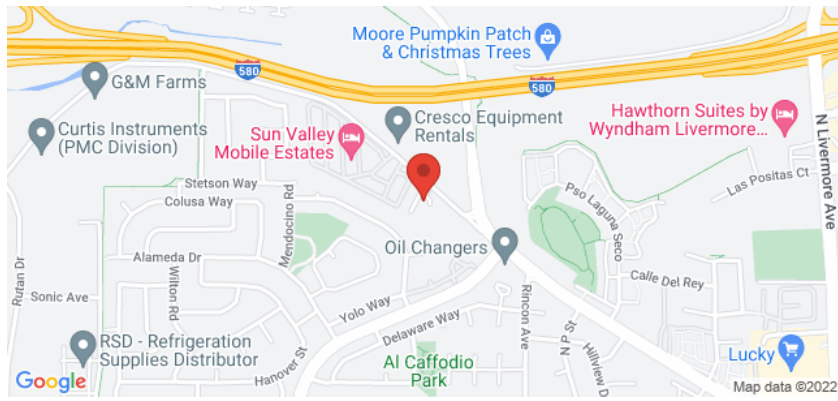 Moore Pumpkin Patch
& Christmas Trees
580
G&M Farms
580
Cresco Equipment
Rentals
Hawthorn Suites by
Wyndham Livermore...
N Livermore Ave
Curtis Instruments
(PMC Division)
Sun Valley
Mobile Estates
Stetson Way
Colusa Way
Mendocino Rd
Las Positas Ct
Pso Laguna Seco
Oil Changers
Alameda Dr
Wilton Rd
Rutan Dr
Calle Del Rey
Sonic Ave
Yolo Way
Delaware Way
Rincon Ave
N P St
Hillview D
RSD - Refrigeration
Supplies Distributor
Hanover St
Al Caffodio
Park
Lucky
Google
Map data ©2022